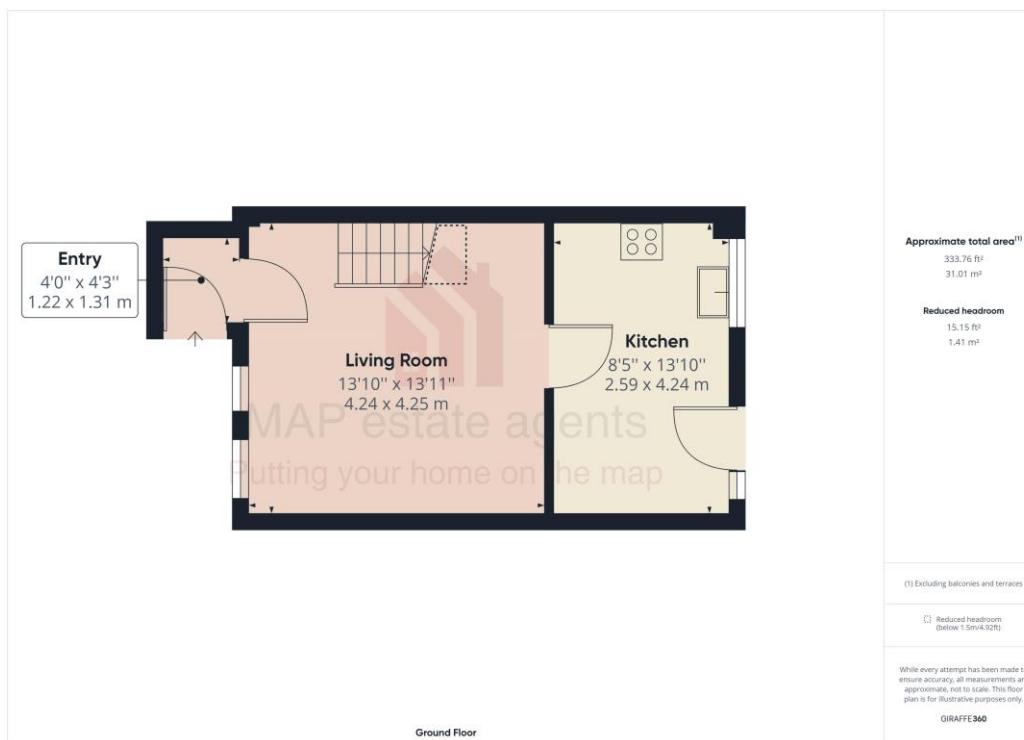 Entry
4'0'' x 4'3''
1.22 x 1.31 m
Living Room
13'10'' x 13'11''
4.24 x 4.25 m
Kitchen
8'5'' x 13'10''
2.59 x 4.24 m
MAP estate agents
Putting your home on the map
Ground Floor
Approximate total area(1)
333.76 ft²
31.01 m²
Reduced headroom
15.15 ft²
1.41 m²
(1) Excluding balconies and terraces
Reduced headroom
(below 1.5m/4.92ft)
While every attempt has been made t
ensure accuracy, all measurements ar
approximate, not to scale. This floor
plan is for illustrative purposes only.
GIRAFFE360